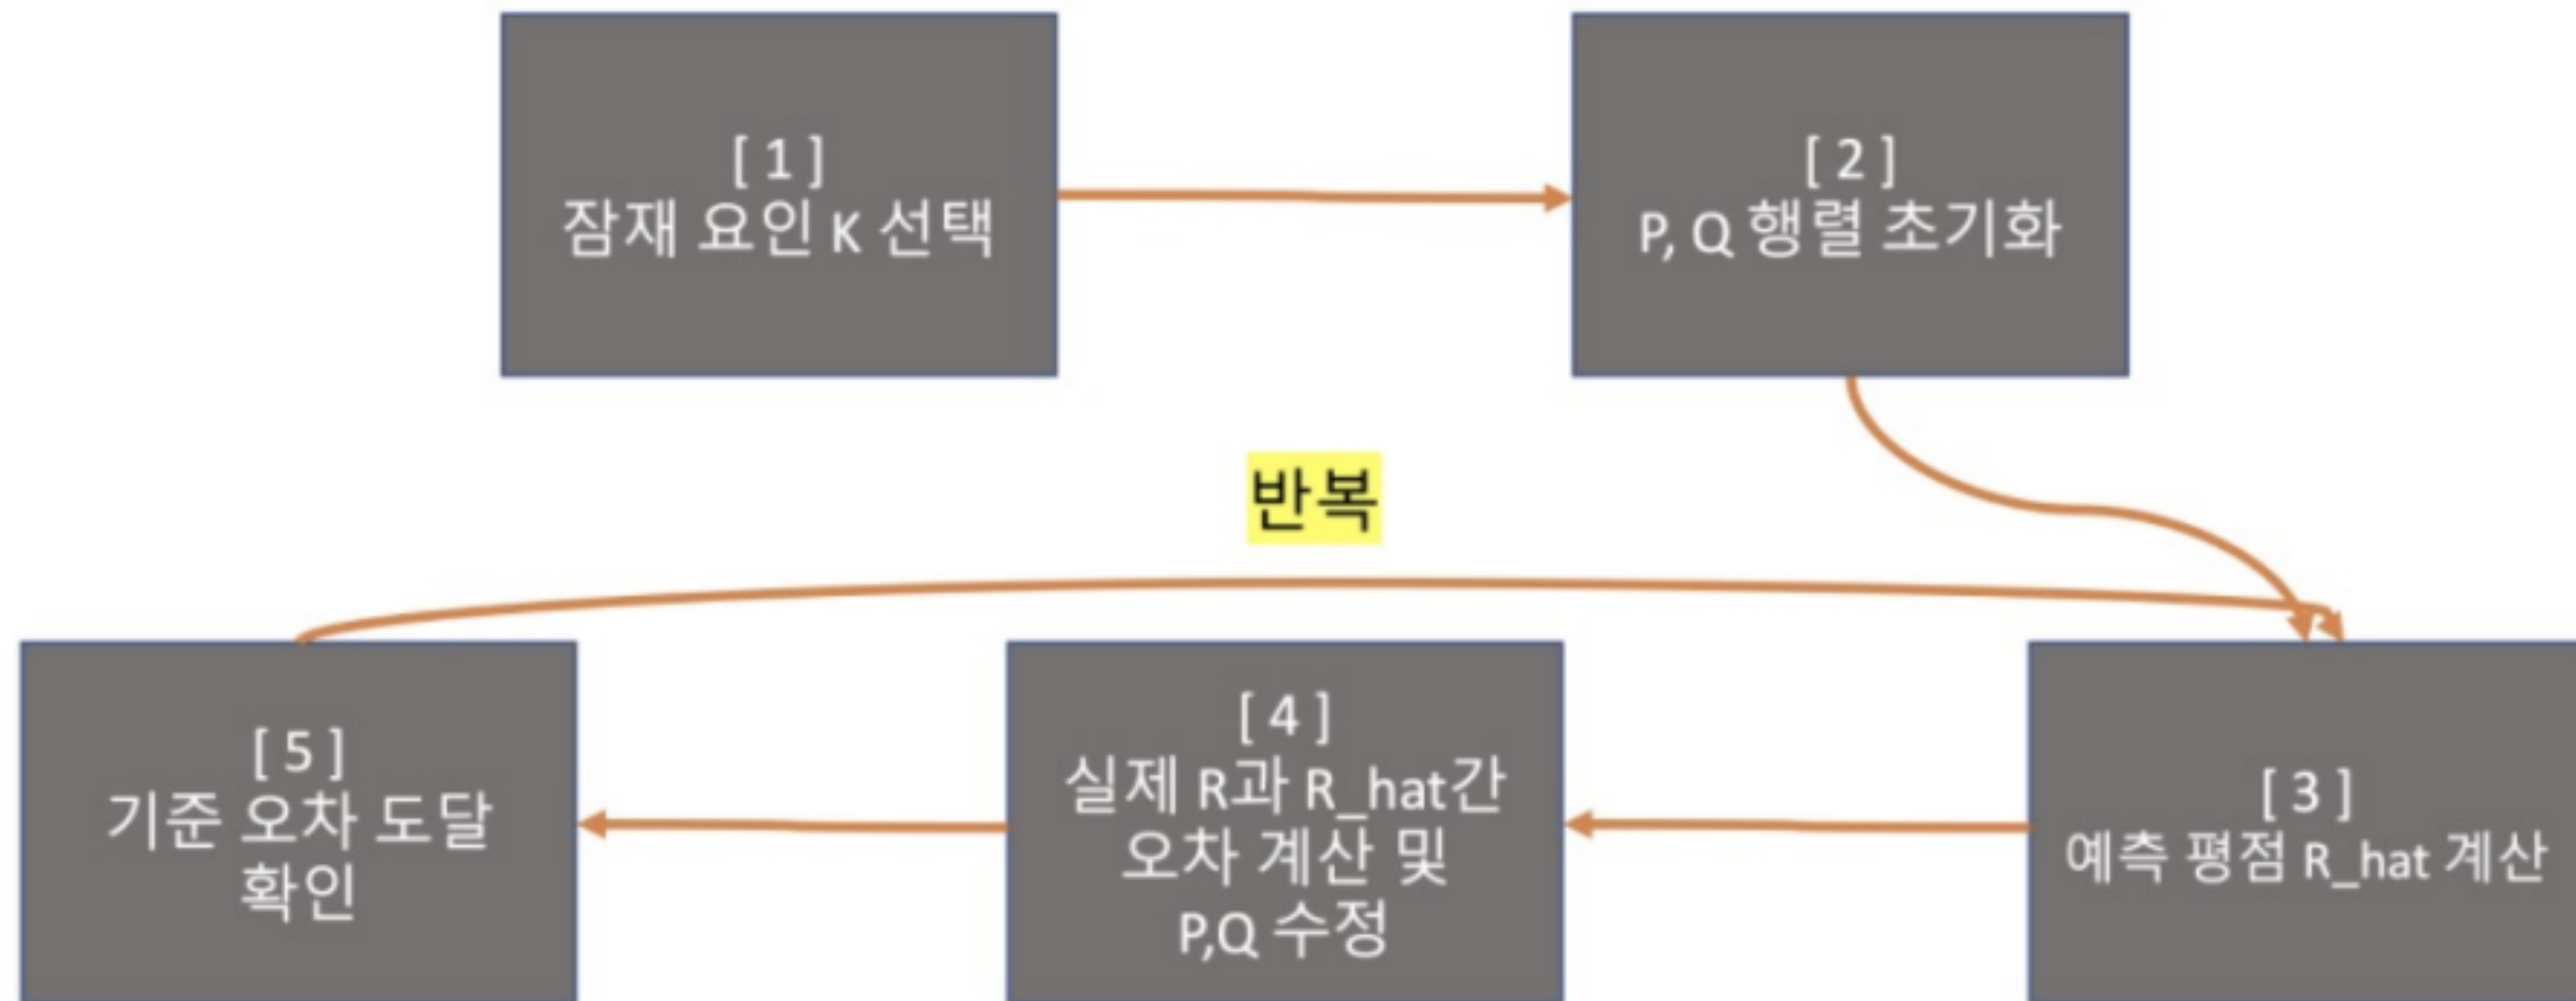 [ 1 ]
잠재 요인 K 선택
[ 2 ]
P, Q 행렬 초기화
반복
[ 3 ]
예측 평점 R_hat 계산
[ 4 ]
실제 R과 R_hat간
오차 계산 및
P,Q 수정
[ 5 ]
기준 오차 도달
확인